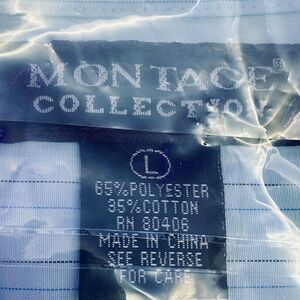 MONTAGE®
COLLECTION
L
65%POLYESTER
35%COTTON
RN 80406
MADE IN CHINA
SEE REVERSE
FOR CARE